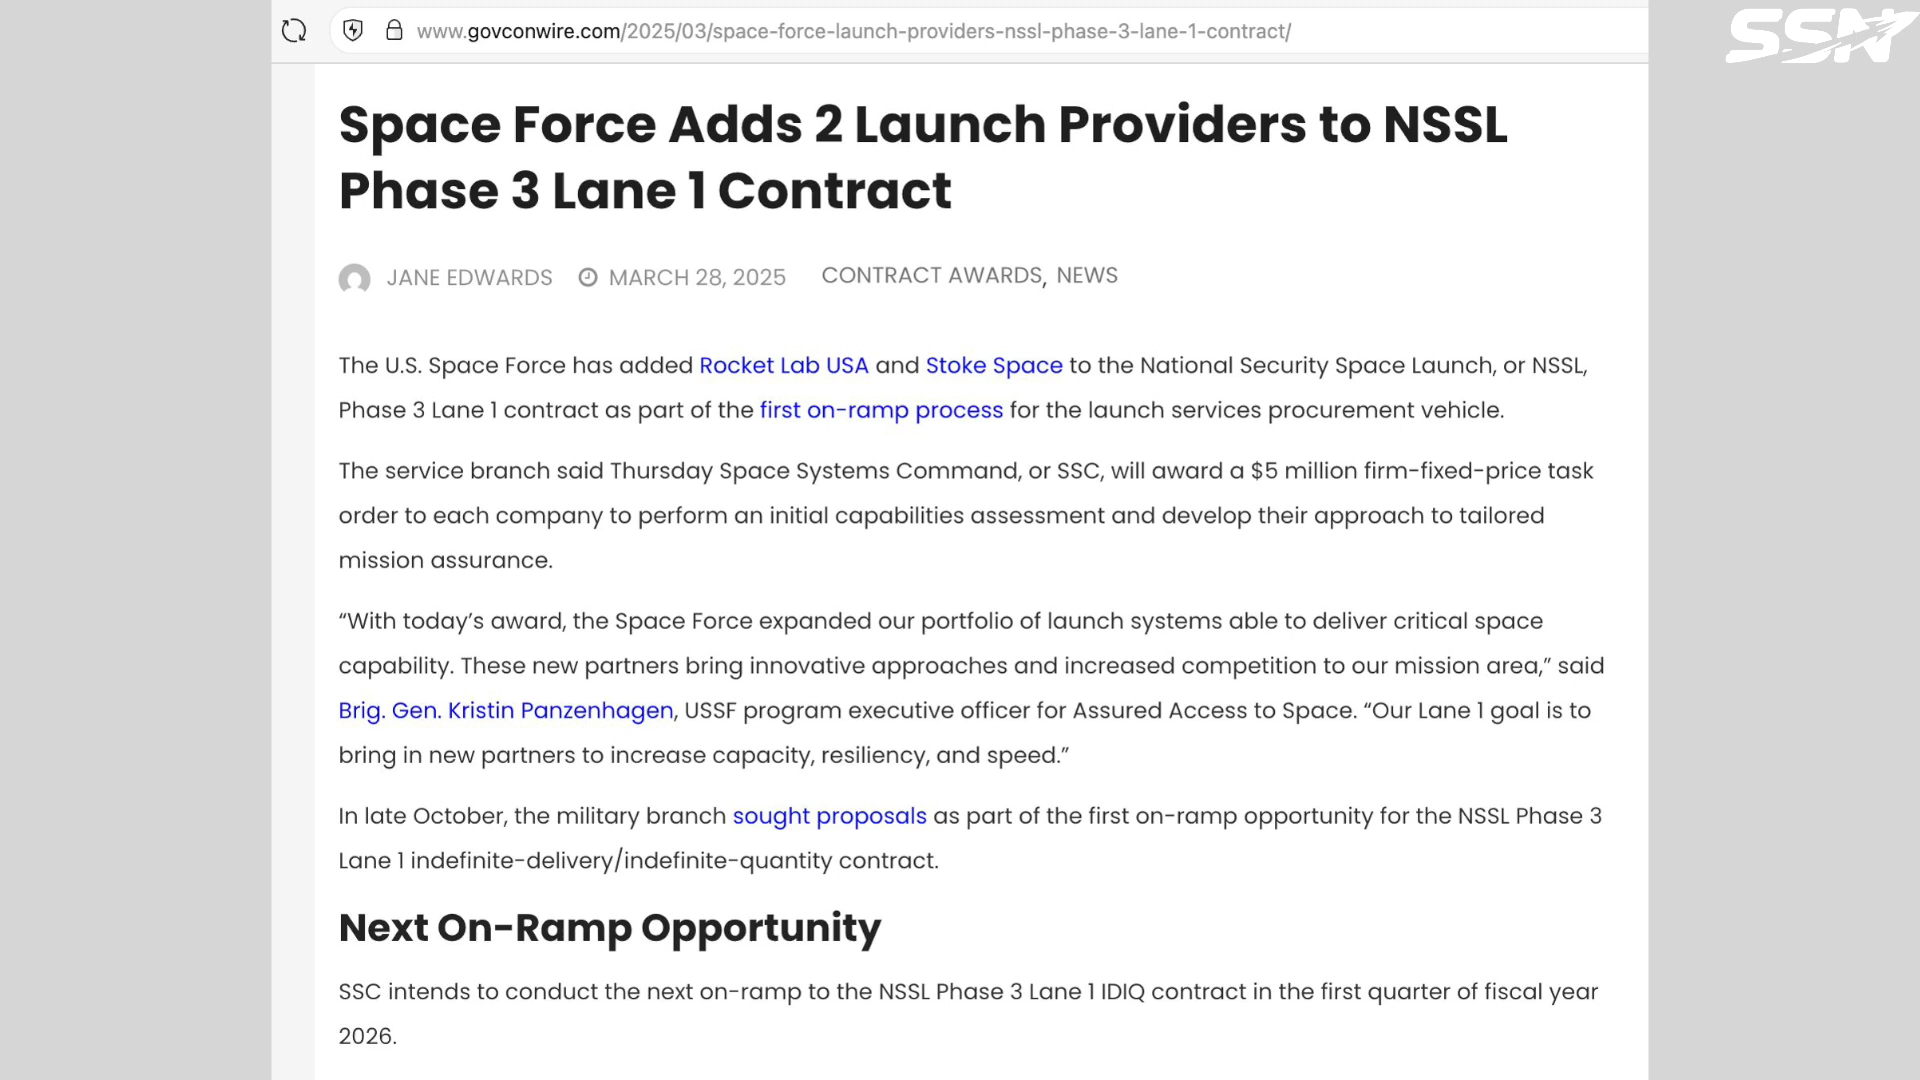 www.govconwire.com/2025/03/space-force-launch-providers-nssl-phase-3-lane-1-contract/
SSN
Space Force Adds 2 Launch Providers to NSSL
Phase 3 Lane 1 Contract
JANE EDWARDS MARCH 28, 2025 CONTRACT AWARDS, NEWS
The U.S. Space Force has added Rocket Lab USA and Stoke Space to the National Security Space Launch, or NSSL,
Phase 3 Lane 1 contract as part of the first on-ramp process for the launch services procurement vehicle.
The service branch said Thursday Space Systems Command, or SSC, will award a $5 million firm-fixed-price task
order to each company to perform an initial capabilities assessment and develop their approach to tailored
mission assurance.
“With today’s award, the Space Force expanded our portfolio of launch systems able to deliver critical space
capability. These new partners bring innovative approaches and increased competition to our mission area,” said
Brig. Gen. Kristin Panzenhagen, USSF program executive officer for Assured Access to Space. “Our Lane 1 goal is to
bring in new partners to increase capacity, resiliency, and speed.”
In late October, the military branch sought proposals as part of the first on-ramp opportunity for the NSSL Phase 3
Lane 1 indefinite-delivery/indefinite-quantity contract.
Next On-Ramp Opportunity
SSC intends to conduct the next on-ramp to the NSSL Phase 3 Lane 1 IDIQ contract in the first quarter of fiscal year
2026.